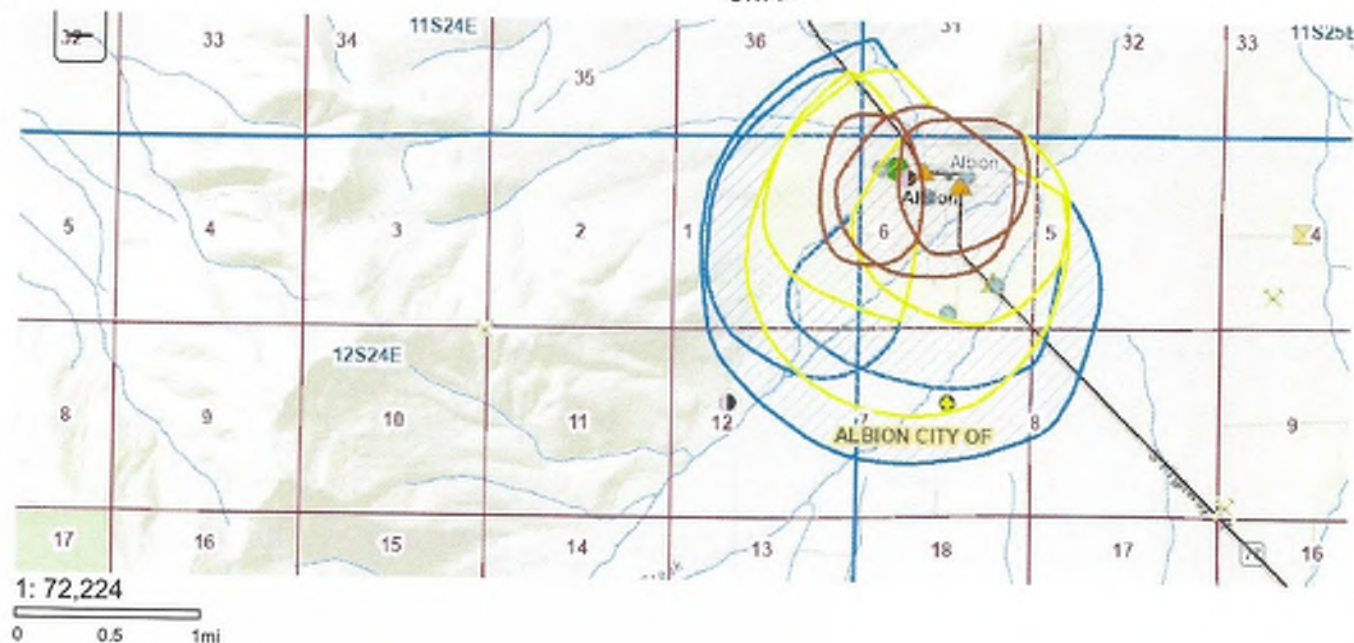 11S24E
11S25E
32 33 34 35 36 31 32 33
Albion
Albion
5 4 3 2 1 6 5 4
12S24E
8 9 10 11 12 7 8 9
ALBION CITY OF
17 16 15 14 13 18 17 16
77
1: 72,224
0 0.5 1mi